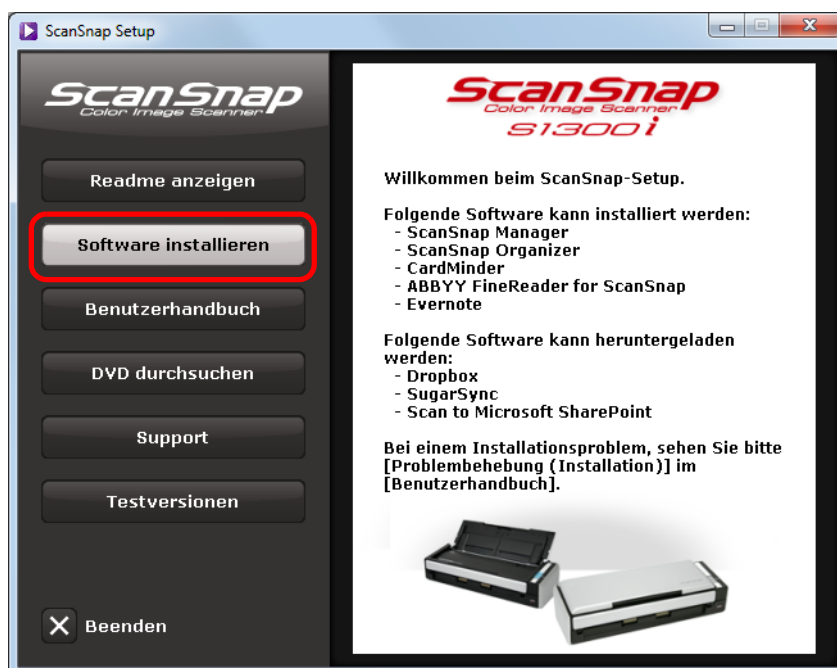 ScanSnap Setup
ScanSnap
Color Image Scanner
Readme anzeigen
Software installieren
Benutzerhandbuch
DVD durchsuchen
Support
Testversionen
Beenden
ScanSnap
Color Image Scanner
S1300i
Willkommen beim ScanSnap-Setup.
Folgende Software kann installiert werden:
- ScanSnap Manager
- ScanSnap Organizer
- CardMinder
- ABBYY FineReader for ScanSnap
- Evernote
Folgende Software kann heruntergeladen
werden:
- Dropbox
- SugarSync
- Scan to Microsoft SharePoint
Bei einem Installationsproblem, sehen Sie bitte
[Problembehebung (Installation)] im
[Benutzerhandbuch].